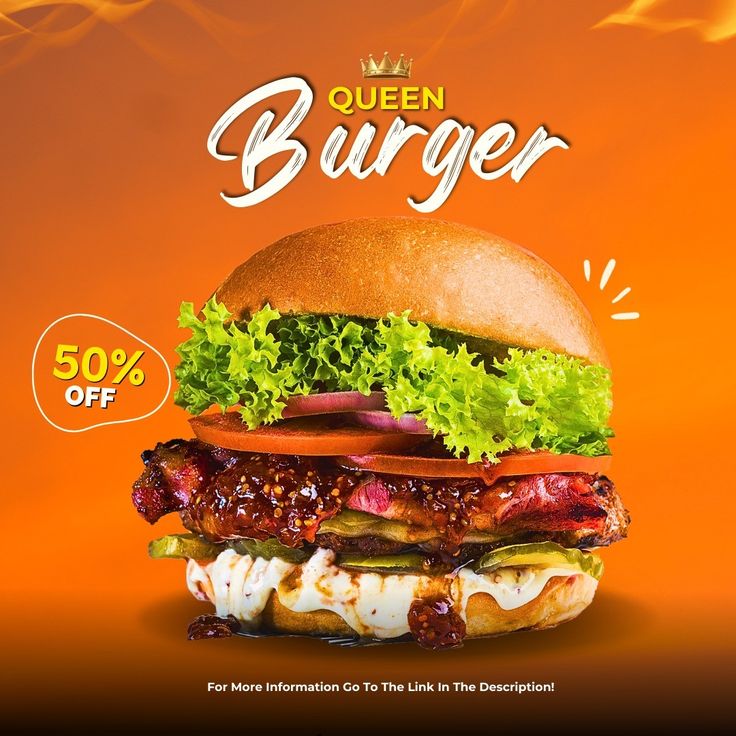 QUEEN
Burger
50%
OFF
For More Information Go To The Link In The Description!